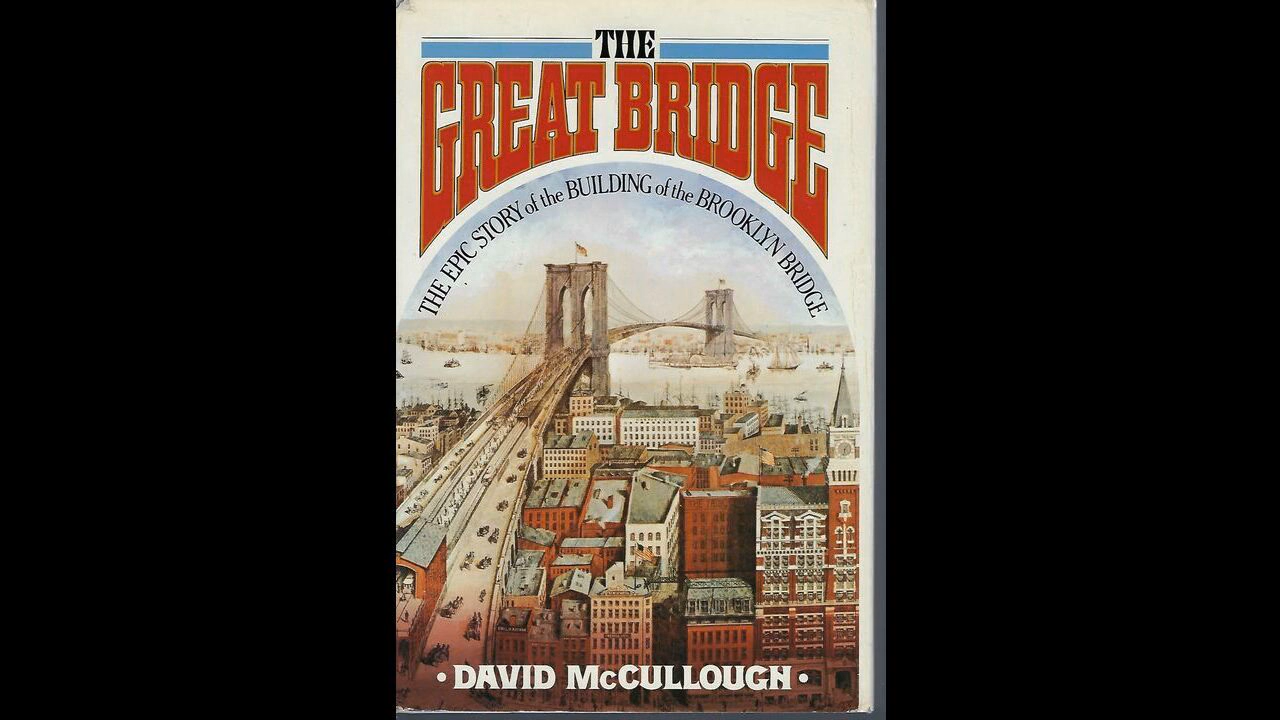 THE
GREAT BRIDGE
THE EPIC STORY of the BUILDING of the BROOKLYN BRIDGE
• DAVID McCULLOUGH •